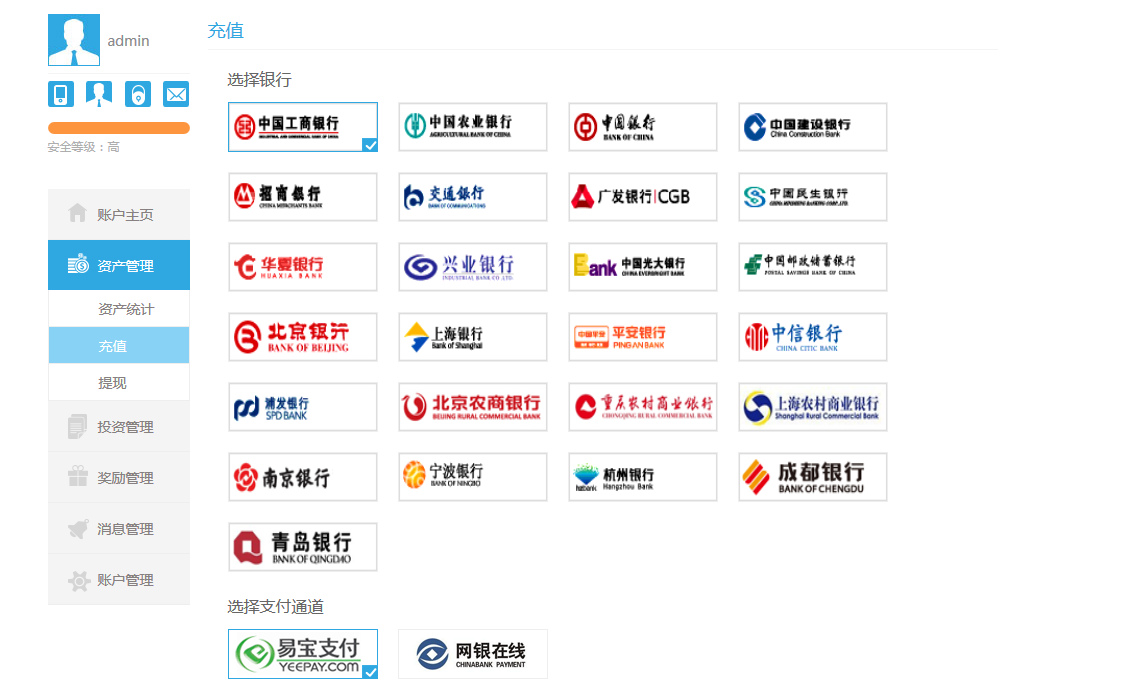 admin
安全等级：高
账户主页
资产管理
资产统计
充值
提现
投资管理
奖励管理
消息管理
账户管理
充值
选择银行
中国工商银行
INDUSTRIAL AND COMMERCIAL BANK OF CHINA
中国农业银行
AGRICULTURAL BANK OF CHINA
中国银行
BANK OF CHINA
中国建设银行
China Construction Bank
招商银行
CHINA MERCHANTS BANK
交通银行
BANK OF COMMUNICATIONS
广发银行|CGB
中国民生银行
CHINA MINSHENG BANKING CORP.,LTD.
华夏银行
HUAXIA BANK
兴业银行
INDUSTRIAL BANK CO.,LTD.
Bank 中国光大银行
CHINA EVERBRIGHT BANK
中国邮政储蓄银行
POSTAL SAVINGS BANK OF CHINA
北京银行
BANK OF BEIJING
上海银行
Bank of Shanghai
中国平安 平安银行
PINGAN BANK
中信银行
CHINA CITIC BANK
浦发银行
SPD BANK
北京农商银行
BEIJING RURAL COMMERCIAL BANK
重庆农村商业银行
CHONGQING RURAL COMMERCIAL BANK
上海农村商业银行
Shanghai Rural Commercial Bank
南京银行
宁波银行
BANK OF NINGBO
杭州银行
hzbank Hangzhou Bank
成都银行
BANK OF CHENGDU
青岛银行
BANK OF QINGDAO
选择支付通道
易宝支付
YEEPAY.COM
网银在线
CHINABANK PAYMENT